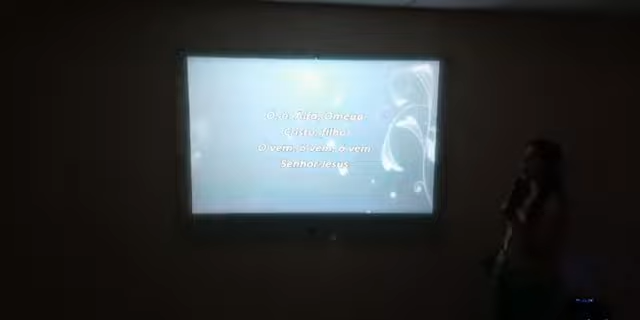 Ó, ó, Alfa, Ômega
Cristo, filho
Ó vem, ó vem, ó vem
Senhor Jesus